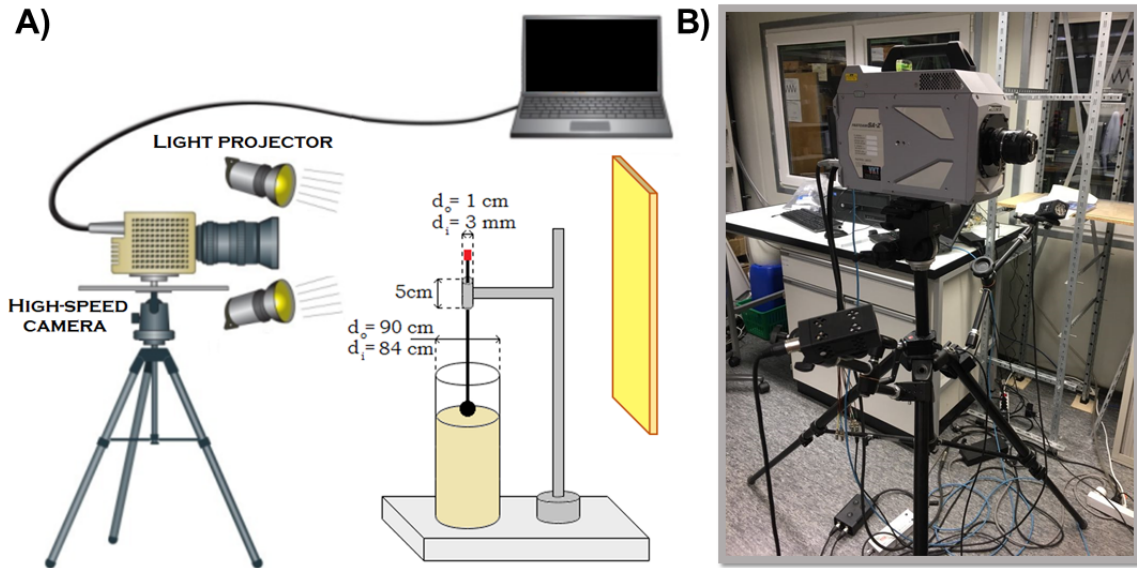 A)
B)
LIGHT PROJECTOR
d₀= 1 cm
dᵢ= 3 mm
5cm
HIGH-SPEED
CAMERA
d₀= 90 cm
dᵢ= 84 cm